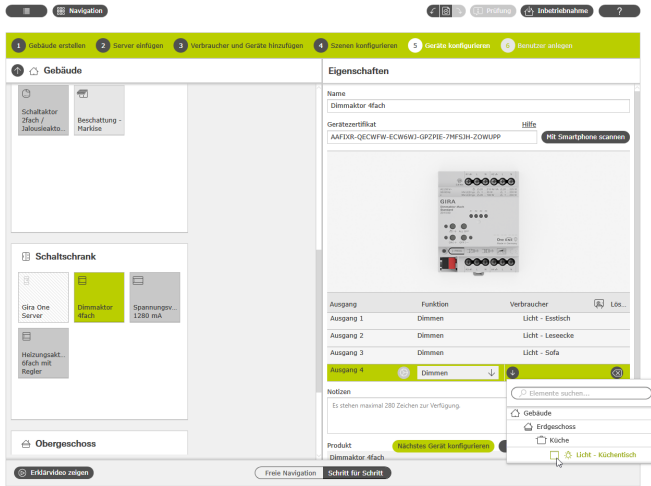 Navigation
Prüfung
Inbetriebnahme
?
1 Gebäude erstellen
2 Server einfügen
3 Verbraucher und Geräte hinzufügen
4 Szenen konfigurieren
5 Geräte konfigurieren
6 Benutzer anlegen
Gebäude
Schaltaktor
2fach /
Jalousieakto...
Beschattung -
Markise
Schaltschrank
Gira One
Server
Dimmaktor
4fach
Spannungsv...
1280 mA
Heizungsakt...
6fach mit
Regler
Obergeschoss
Eigenschaften
Name
Dimmaktor 4fach
Gerätezertifikat
Hilfe
AAFIXR-QECWFW-ECW6WJ-GPZPIE-7MFSJH-ZOWUPP
Mit Smartphone scannen
GIRA
Ausgang
Funktion
Verbraucher
Lös...
Ausgang 1 Dimmen Licht - Esstisch
Ausgang 2 Dimmen Licht - Leseecke
Ausgang 3 Dimmen Licht - Sofa
Ausgang 4 Dimmen
Notizen
Es stehen maximal 280 Zeichen zur Verfügung.
Elemente suchen...
Gebäude
Erdgeschoss
Küche
Licht - Küchentisch
Produkt
Nächstes Gerät konfigurieren
Dimmaktor 4fach
Erklärvideo zeigen
Freie Navigation
Schritt für Schritt